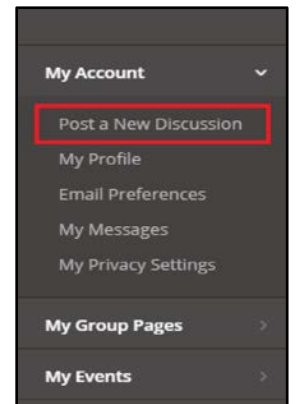 My Account
Post a New Discussion
My Profile
Email Preferences
My Messages
My Privacy Settings
My Group Pages
My Events